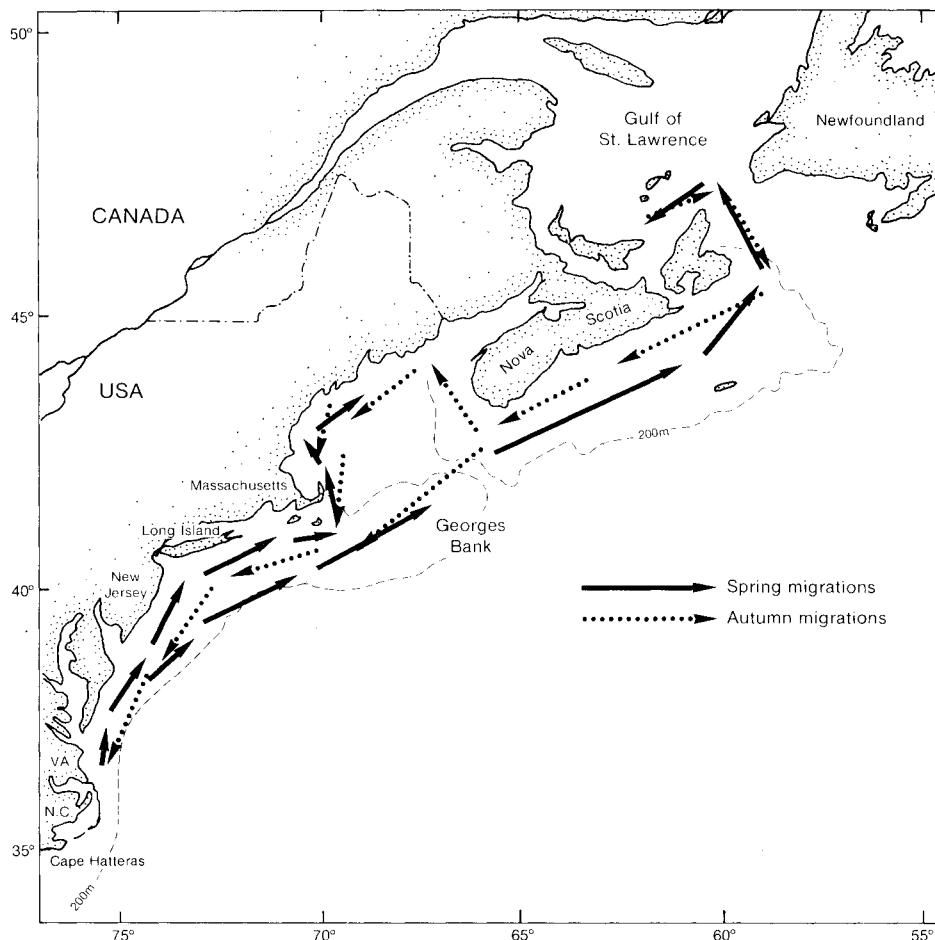 50°
Gulf of
St. Lawrence
Newfoundland
CANADA
45°
Nova
Scotia
USA
200m
Massachusetts
Long Island
Georges
Bank
New
Jersey
40°
Spring migrations
Autumn migrations
VA
N.C.
35°
Cape Hatteras
200m
75°
70°
65°
60°
55°